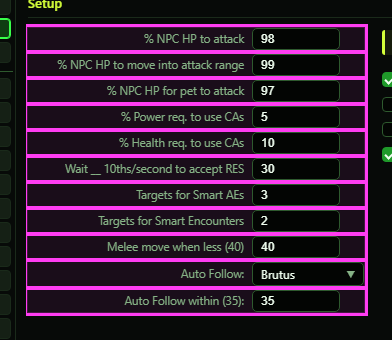 Setup
% NPC HP to attack 98
% NPC HP to move into attack range 99
% NPC HP for pet to attack 97
% Power req. to use CAs 5
% Health req. to use CAs 10
Wait __ 10ths/second to accept RES 30
Targets for Smart AEs 3
Targets for Smart Encounters 2
Melee move when less (40) 40
Auto Follow: Brutus
Auto Follow within (35): 35